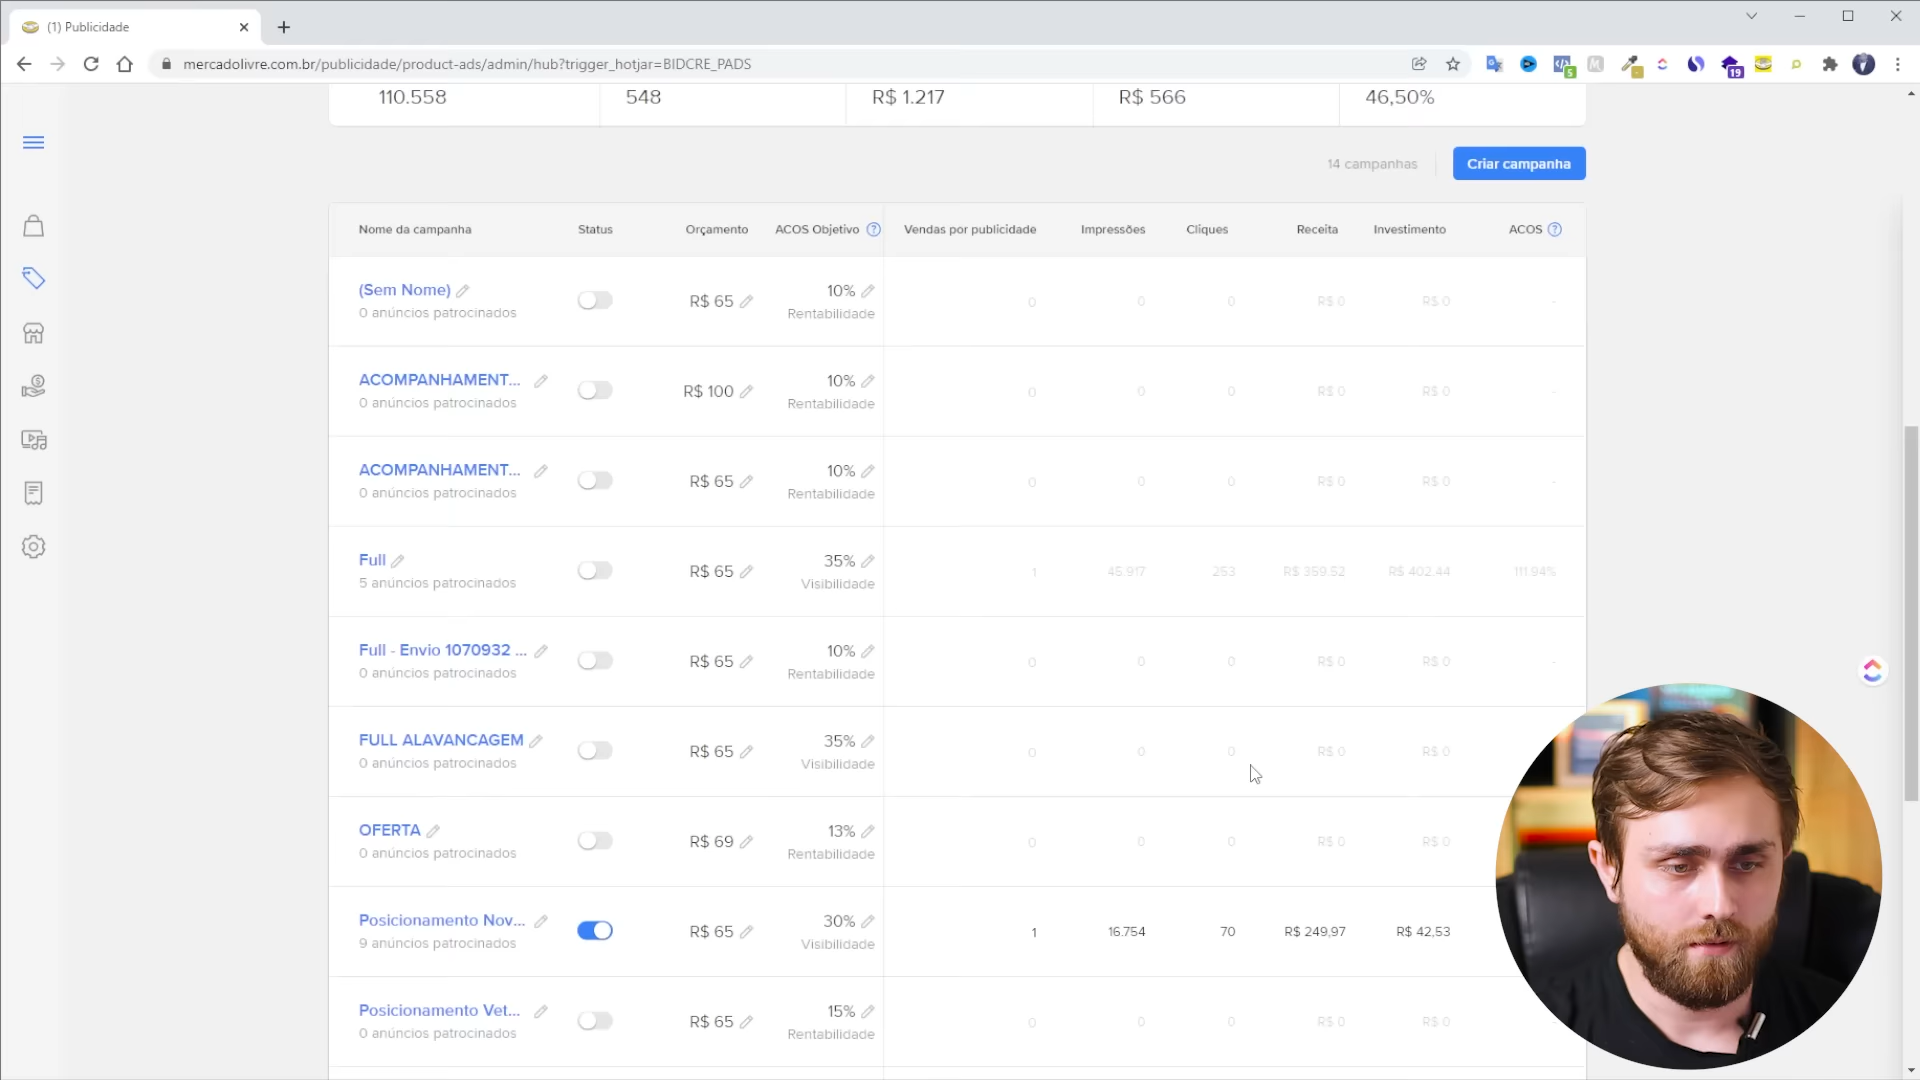 (1) Publicidade
mercadolivre.com.br/publicidade/product-ads/admin/hub?trigger_hotjar=BIDCRE_PADS
5
19
110.558 548 R$ 1.217 R$ 566 46,50%
14 campanhas
Criar campanha
Nome da campanha Status Orçamento ACOS Objetivo ? Vendas por publicidade Impressões Cliques Receita Investimento ACOS ?
(Sem Nome) R$ 65 10% 0 0 0 R$ 0 R$ 0 -
0 anúncios patrocinados Rentabilidade
ACOMPANHAMENT... R$ 100 10% 0 0 0 R$ 0 R$ 0 -
0 anúncios patrocinados Rentabilidade
ACOMPANHAMENT... R$ 65 10% 0 0 0 R$ 0 R$ 0 -
0 anúncios patrocinados Rentabilidade
Full R$ 65 35% 1 45.917 253 R$ 359,52 R$ 402,44 111,94%
5 anúncios patrocinados Visibilidade
Full - Envio 1070932 ... R$ 65 10% 0 0 0 R$ 0 R$ 0 -
0 anúncios patrocinados Rentabilidade
FULL ALAVANCAGEM R$ 65 35% 0 0 0 R$ 0 R$ 0
0 anúncios patrocinados Visibilidade
OFERTA R$ 69 13% 0 0 0 R$ 0 R$ 0
0 anúncios patrocinados Rentabilidade
Posicionamento Nov... R$ 65 30% 1 16.754 70 R$ 249,97 R$ 42,53
9 anúncios patrocinados Visibilidade
Posicionamento Vet... R$ 65 15% 0 0 0 R$ 0 R$ 0
0 anúncios patrocinados Rentabilidade